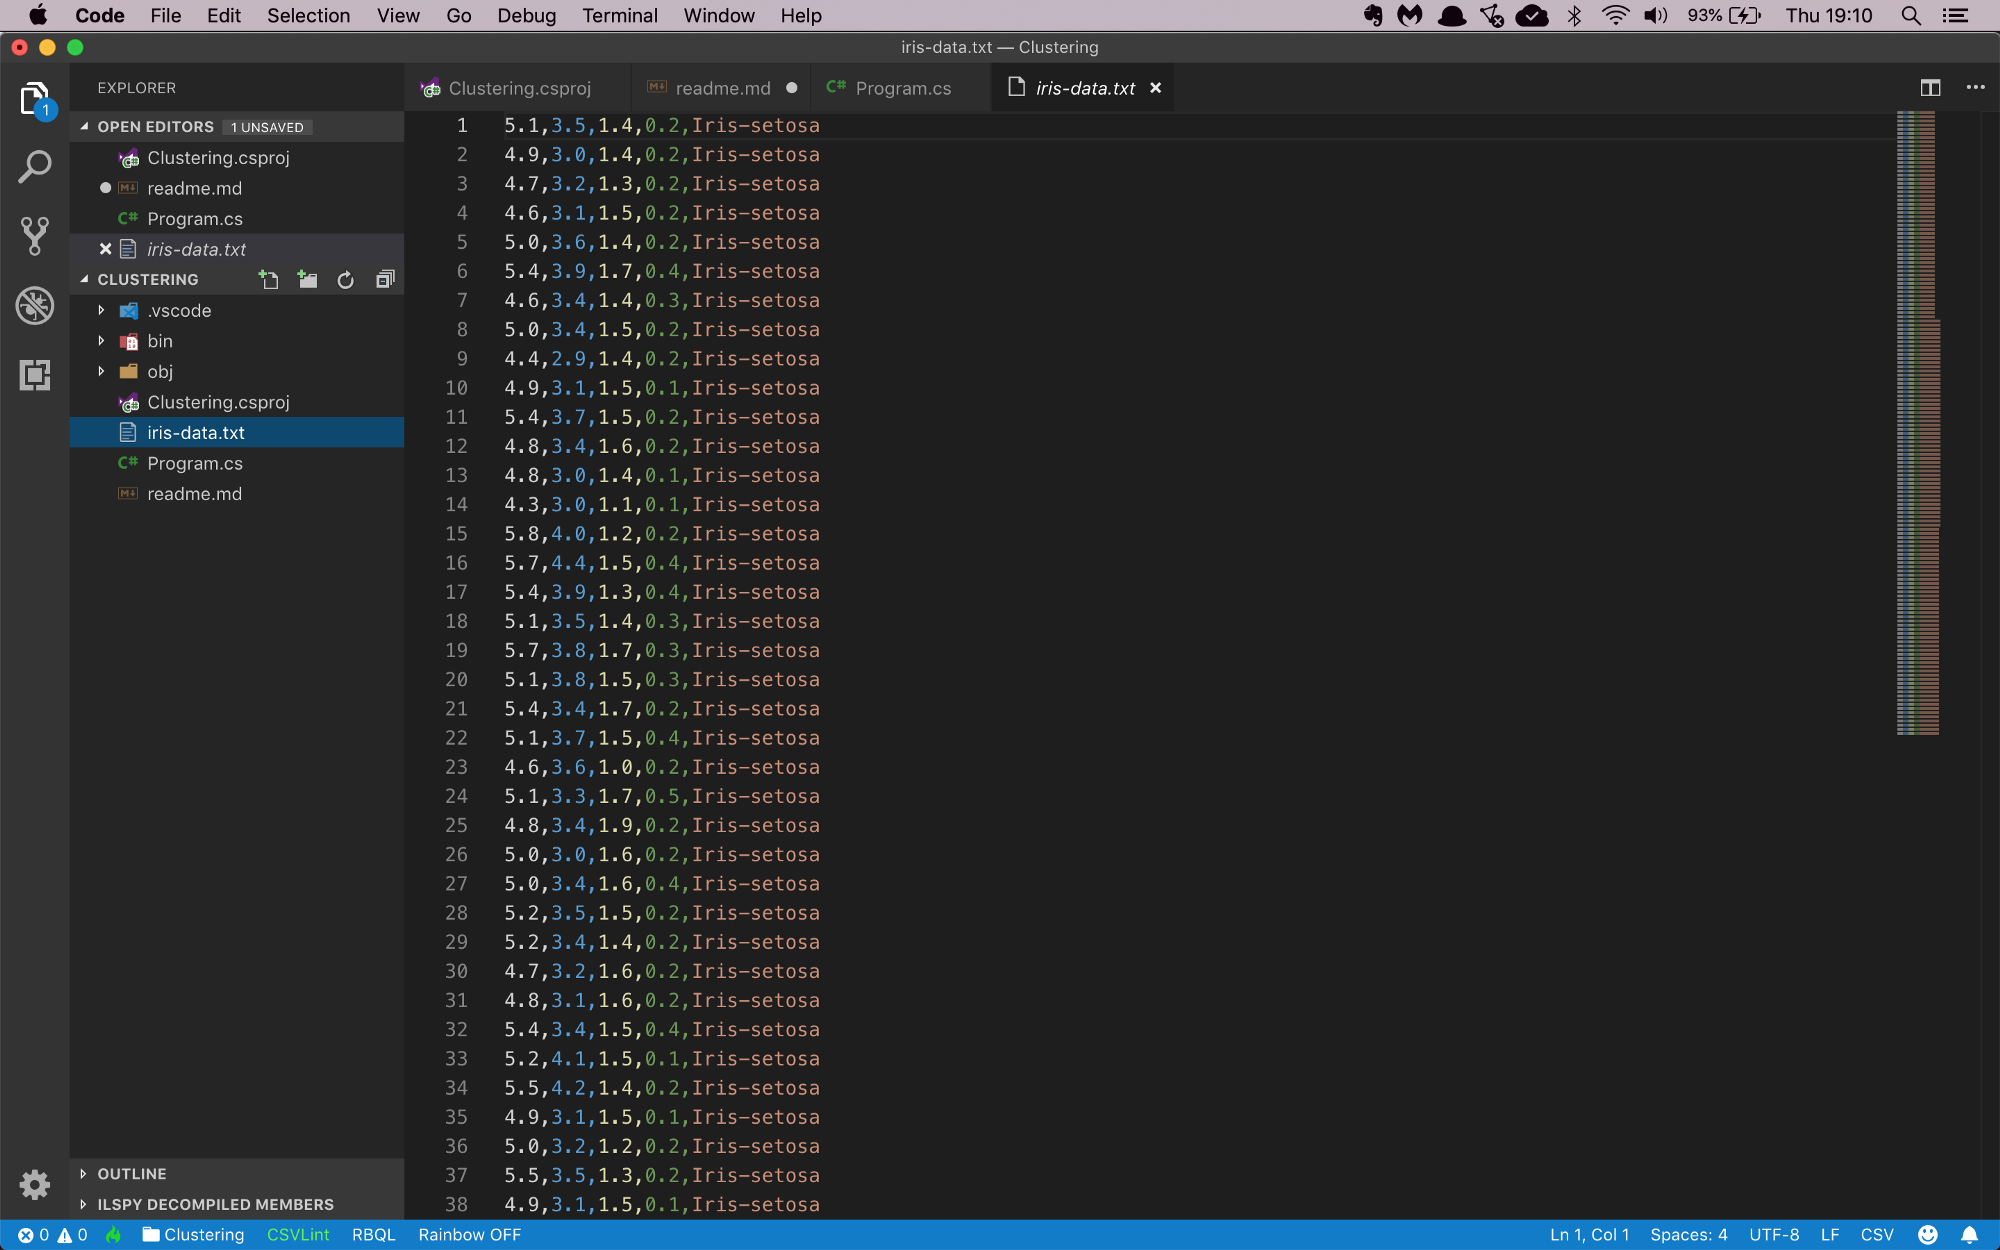 Code File Edit Selection View Go Debug Terminal Window Help 93% Thu 19:10
iris-data.txt — Clustering
EXPLORER
1
OPEN EDITORS 1 UNSAVED
Clustering.csproj
readme.md
C# Program.cs
iris-data.txt
CLUSTERING
.vscode
bin
obj
Clustering.csproj
iris-data.txt
C# Program.cs
readme.md
OUTLINE
ILSPY DECOMPILED MEMBERS
Clustering.csproj readme.md C# Program.cs iris-data.txt
1 5.1,3.5,1.4,0.2,Iris-setosa
2 4.9,3.0,1.4,0.2,Iris-setosa
3 4.7,3.2,1.3,0.2,Iris-setosa
4 4.6,3.1,1.5,0.2,Iris-setosa
5 5.0,3.6,1.4,0.2,Iris-setosa
6 5.4,3.9,1.7,0.4,Iris-setosa
7 4.6,3.4,1.4,0.3,Iris-setosa
8 5.0,3.4,1.5,0.2,Iris-setosa
9 4.4,2.9,1.4,0.2,Iris-setosa
10 4.9,3.1,1.5,0.1,Iris-setosa
11 5.4,3.7,1.5,0.2,Iris-setosa
12 4.8,3.4,1.6,0.2,Iris-setosa
13 4.8,3.0,1.4,0.1,Iris-setosa
14 4.3,3.0,1.1,0.1,Iris-setosa
15 5.8,4.0,1.2,0.2,Iris-setosa
16 5.7,4.4,1.5,0.4,Iris-setosa
17 5.4,3.9,1.3,0.4,Iris-setosa
18 5.1,3.5,1.4,0.3,Iris-setosa
19 5.7,3.8,1.7,0.3,Iris-setosa
20 5.1,3.8,1.5,0.3,Iris-setosa
21 5.4,3.4,1.7,0.2,Iris-setosa
22 5.1,3.7,1.5,0.4,Iris-setosa
23 4.6,3.6,1.0,0.2,Iris-setosa
24 5.1,3.3,1.7,0.5,Iris-setosa
25 4.8,3.4,1.9,0.2,Iris-setosa
26 5.0,3.0,1.6,0.2,Iris-setosa
27 5.0,3.4,1.6,0.4,Iris-setosa
28 5.2,3.5,1.5,0.2,Iris-setosa
29 5.2,3.4,1.4,0.2,Iris-setosa
30 4.7,3.2,1.6,0.2,Iris-setosa
31 4.8,3.1,1.6,0.2,Iris-setosa
32 5.4,3.4,1.5,0.4,Iris-setosa
33 5.2,4.1,1.5,0.1,Iris-setosa
34 5.5,4.2,1.4,0.2,Iris-setosa
35 4.9,3.1,1.5,0.1,Iris-setosa
36 5.0,3.2,1.2,0.2,Iris-setosa
37 5.5,3.5,1.3,0.2,Iris-setosa
38 4.9,3.1,1.5,0.1,Iris-setosa
0 0 Clustering CSVLint RBQL Rainbow OFF Ln 1, Col 1 Spaces: 4 UTF-8 LF CSV